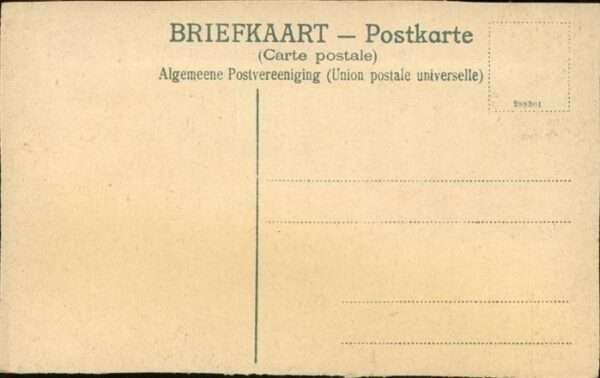 BRIEFKAART — Postkarte
(Carte postale)
Algemeene Postvereeniging (Union postale universelle)